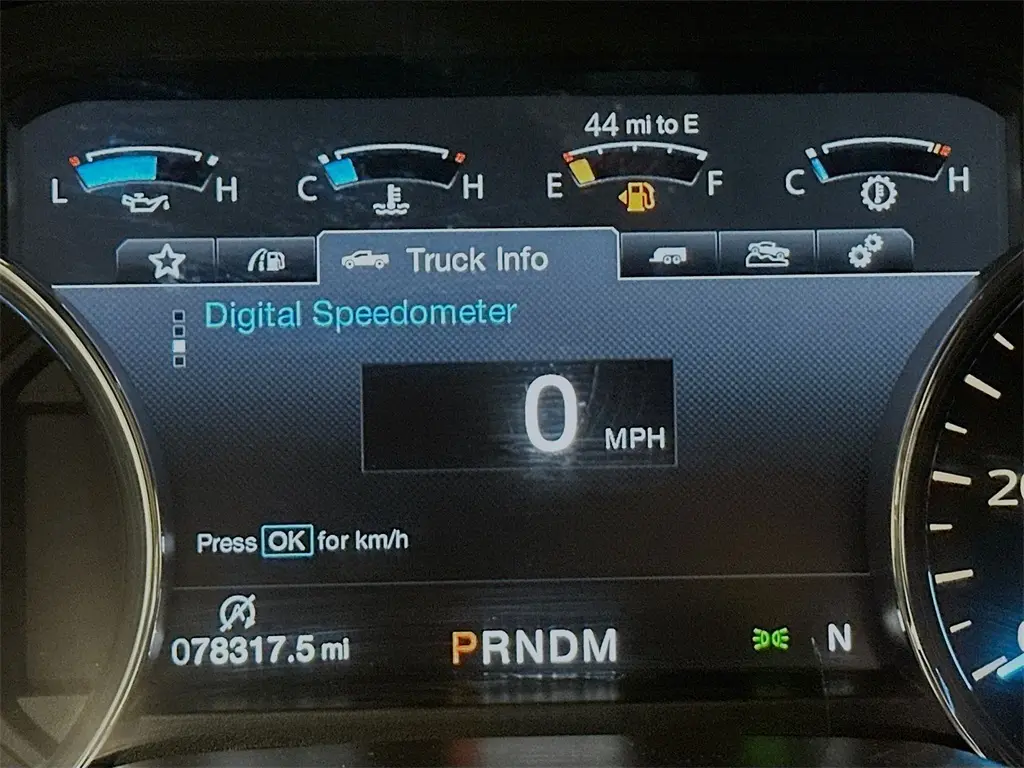 44 mi to E
L H C H E F C H
Truck Info
Digital Speedometer
0 MPH
Press OK for km/h
078317.5 mi
PRNDM
N